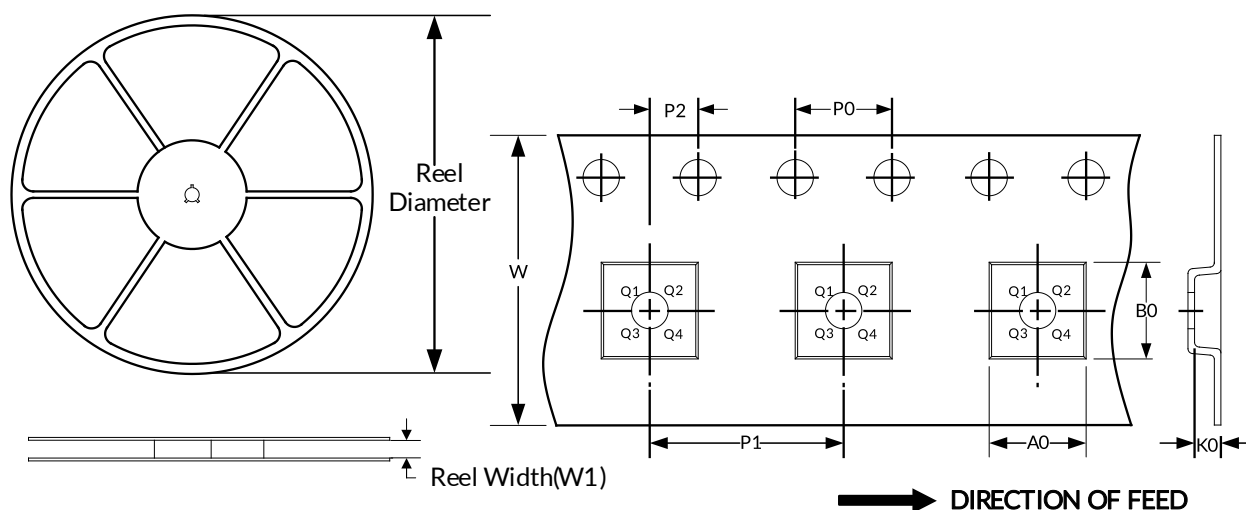 Reel
Diameter
Reel Width(W1)
P2
P0
W
Q1 Q2
Q3 Q4
Q1 Q2
Q3 Q4
Q1 Q2
Q3 Q4
B0
P1
A0
K0
DIRECTION OF FEED